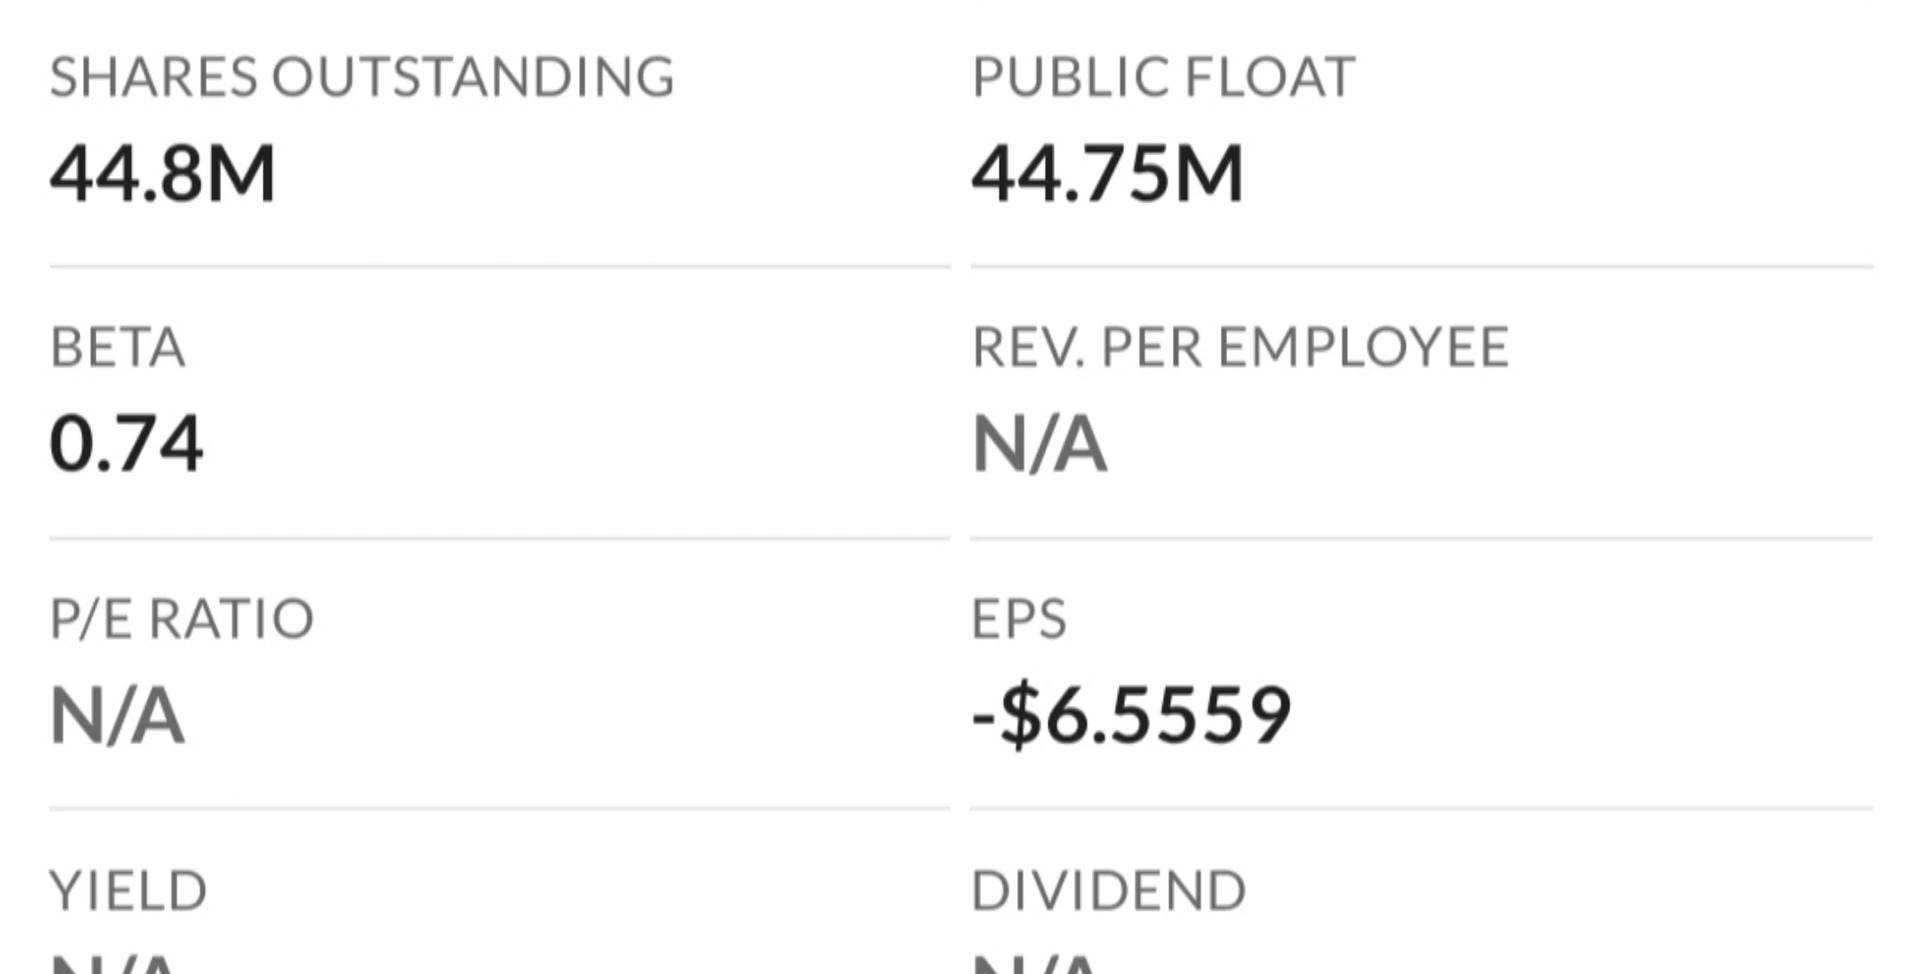 SHARES OUTSTANDING
44.8M
PUBLIC FLOAT
44.75M
BETA
0.74
REV. PER EMPLOYEE
N/A
P/E RATIO
N/A
EPS
-$6.5559
YIELD
N/A
DIVIDEND
N/A